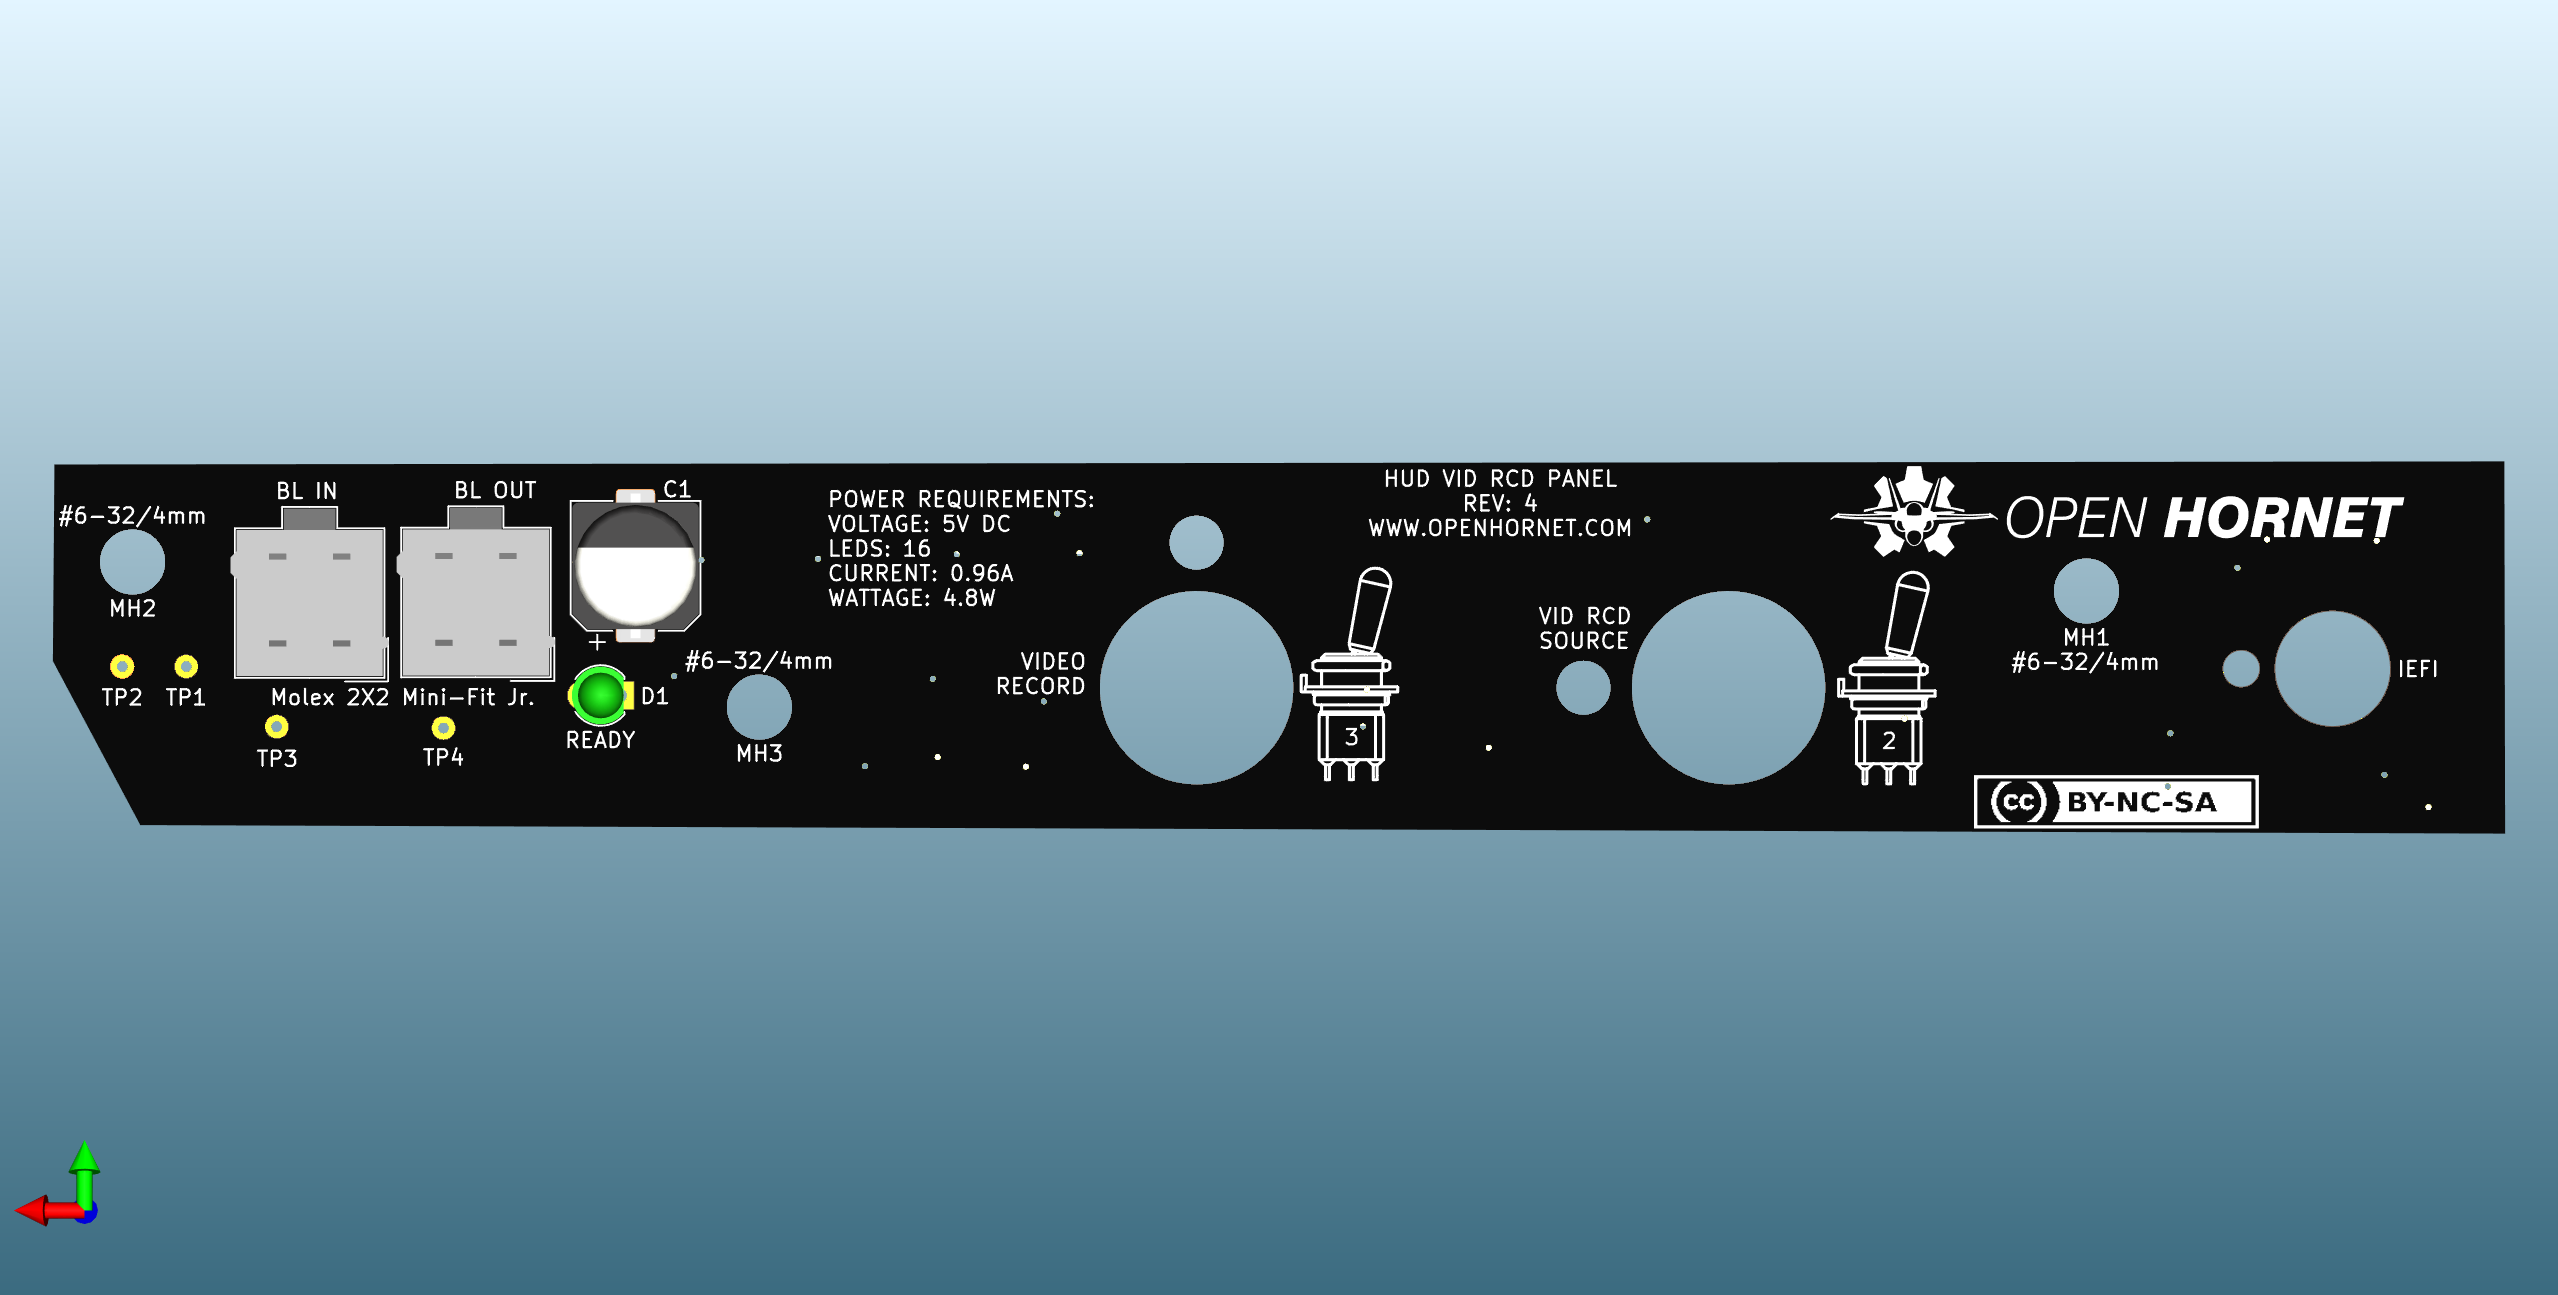 BL IN
BL OUT
C1
#6-32/4mm
MH2
TP2
TP1
Molex 2X2 Mini-Fit Jr.
TP3
TP4
+
D1
READY
#6-32/4mm
MH3
POWER REQUIREMENTS:
VOLTAGE: 5V DC
LEDS: 16
CURRENT: 0.96A
WATTAGE: 4.8W
VIDEO
RECORD
HUD VID RCD PANEL
REV: 4
WWW.OPENHORNET.COM
3
VID RCD
SOURCE
2
OPEN HORNET
MH1
#6-32/4mm
IEFI
cc BY-NC-SA